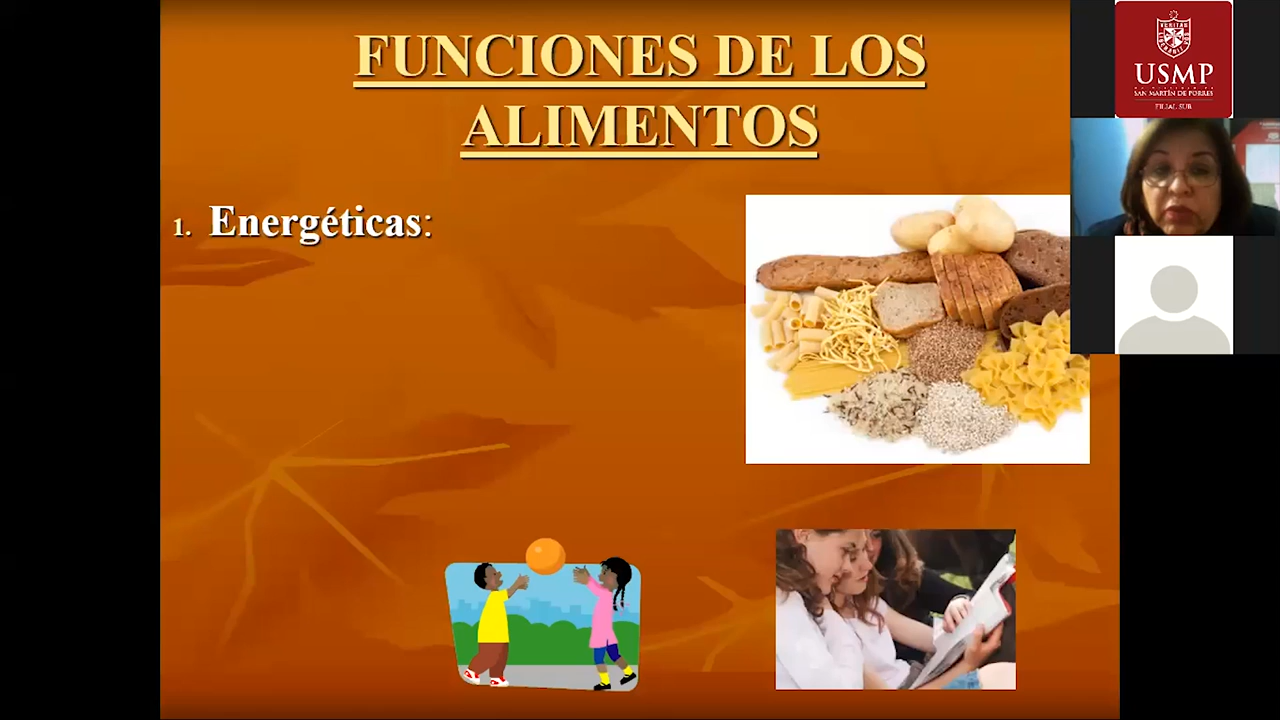 FUNCIONES DE LOS
ALIMENTOS
1. Energéticas:
USMP
SAN MARTÍN DE PORRES
FILIAL SUR